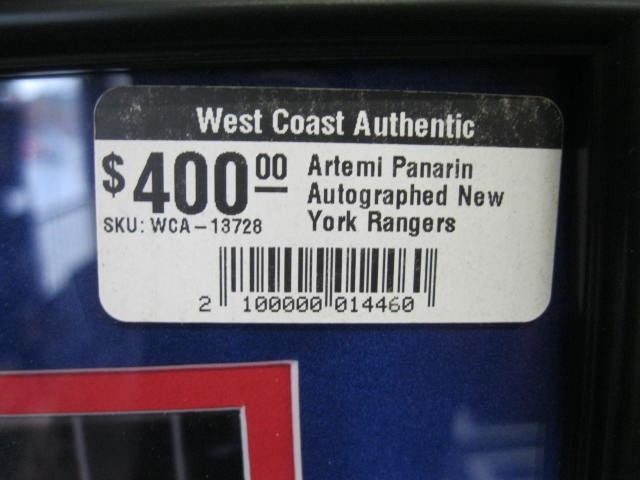 West Coast Authentic
$400.00 Artemi Panarin
Autographed New
York Rangers
SKU: WCA-13728
2 100000 014460